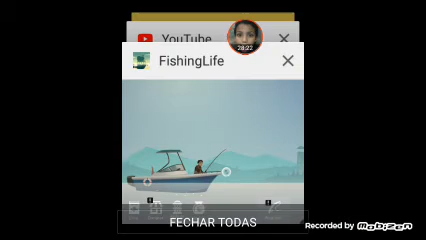 YouTube
28:22
FishingLife
FECHAR TODAS
Recorded by Mobizen